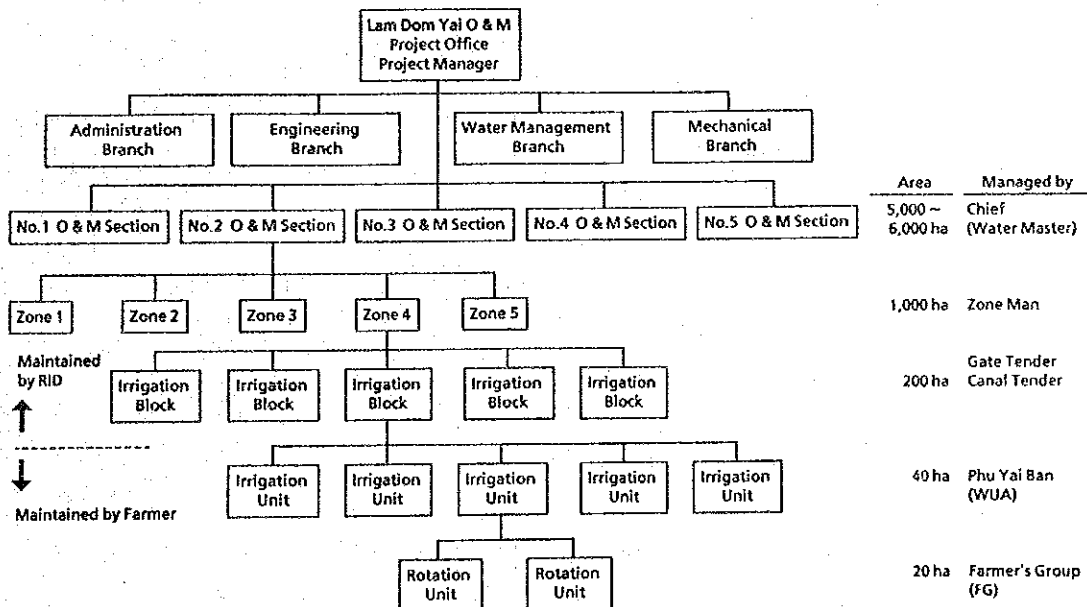 Lam Dom Yai O & M
Project Office
Project Manager
Administration
Branch
Engineering
Branch
Water Management
Branch
Mechanical
Branch
Area
Managed by
No.1 O & M Section
No.2 O & M Section
No.3 O & M Section
No.4 O & M Section
No.5 O & M Section
5,000 ~
6,000 ha
Chief
(Water Master)
Zone 1
Zone 2
Zone 3
Zone 4
Zone 5
1,000 ha
Zone Man
Maintained
by RID
Irrigation
Block
Irrigation
Block
Irrigation
Block
Irrigation
Block
Irrigation
Block
200 ha
Gate Tender
Canal Tender
Maintained by Farmer
Irrigation
Unit
Irrigation
Unit
Irrigation
Unit
Irrigation
Unit
Irrigation
Unit
40 ha
Phu Yai Ban
(WUA)
Rotation
Unit
Rotation
Unit
20 ha
Farmer's Group
(FG)